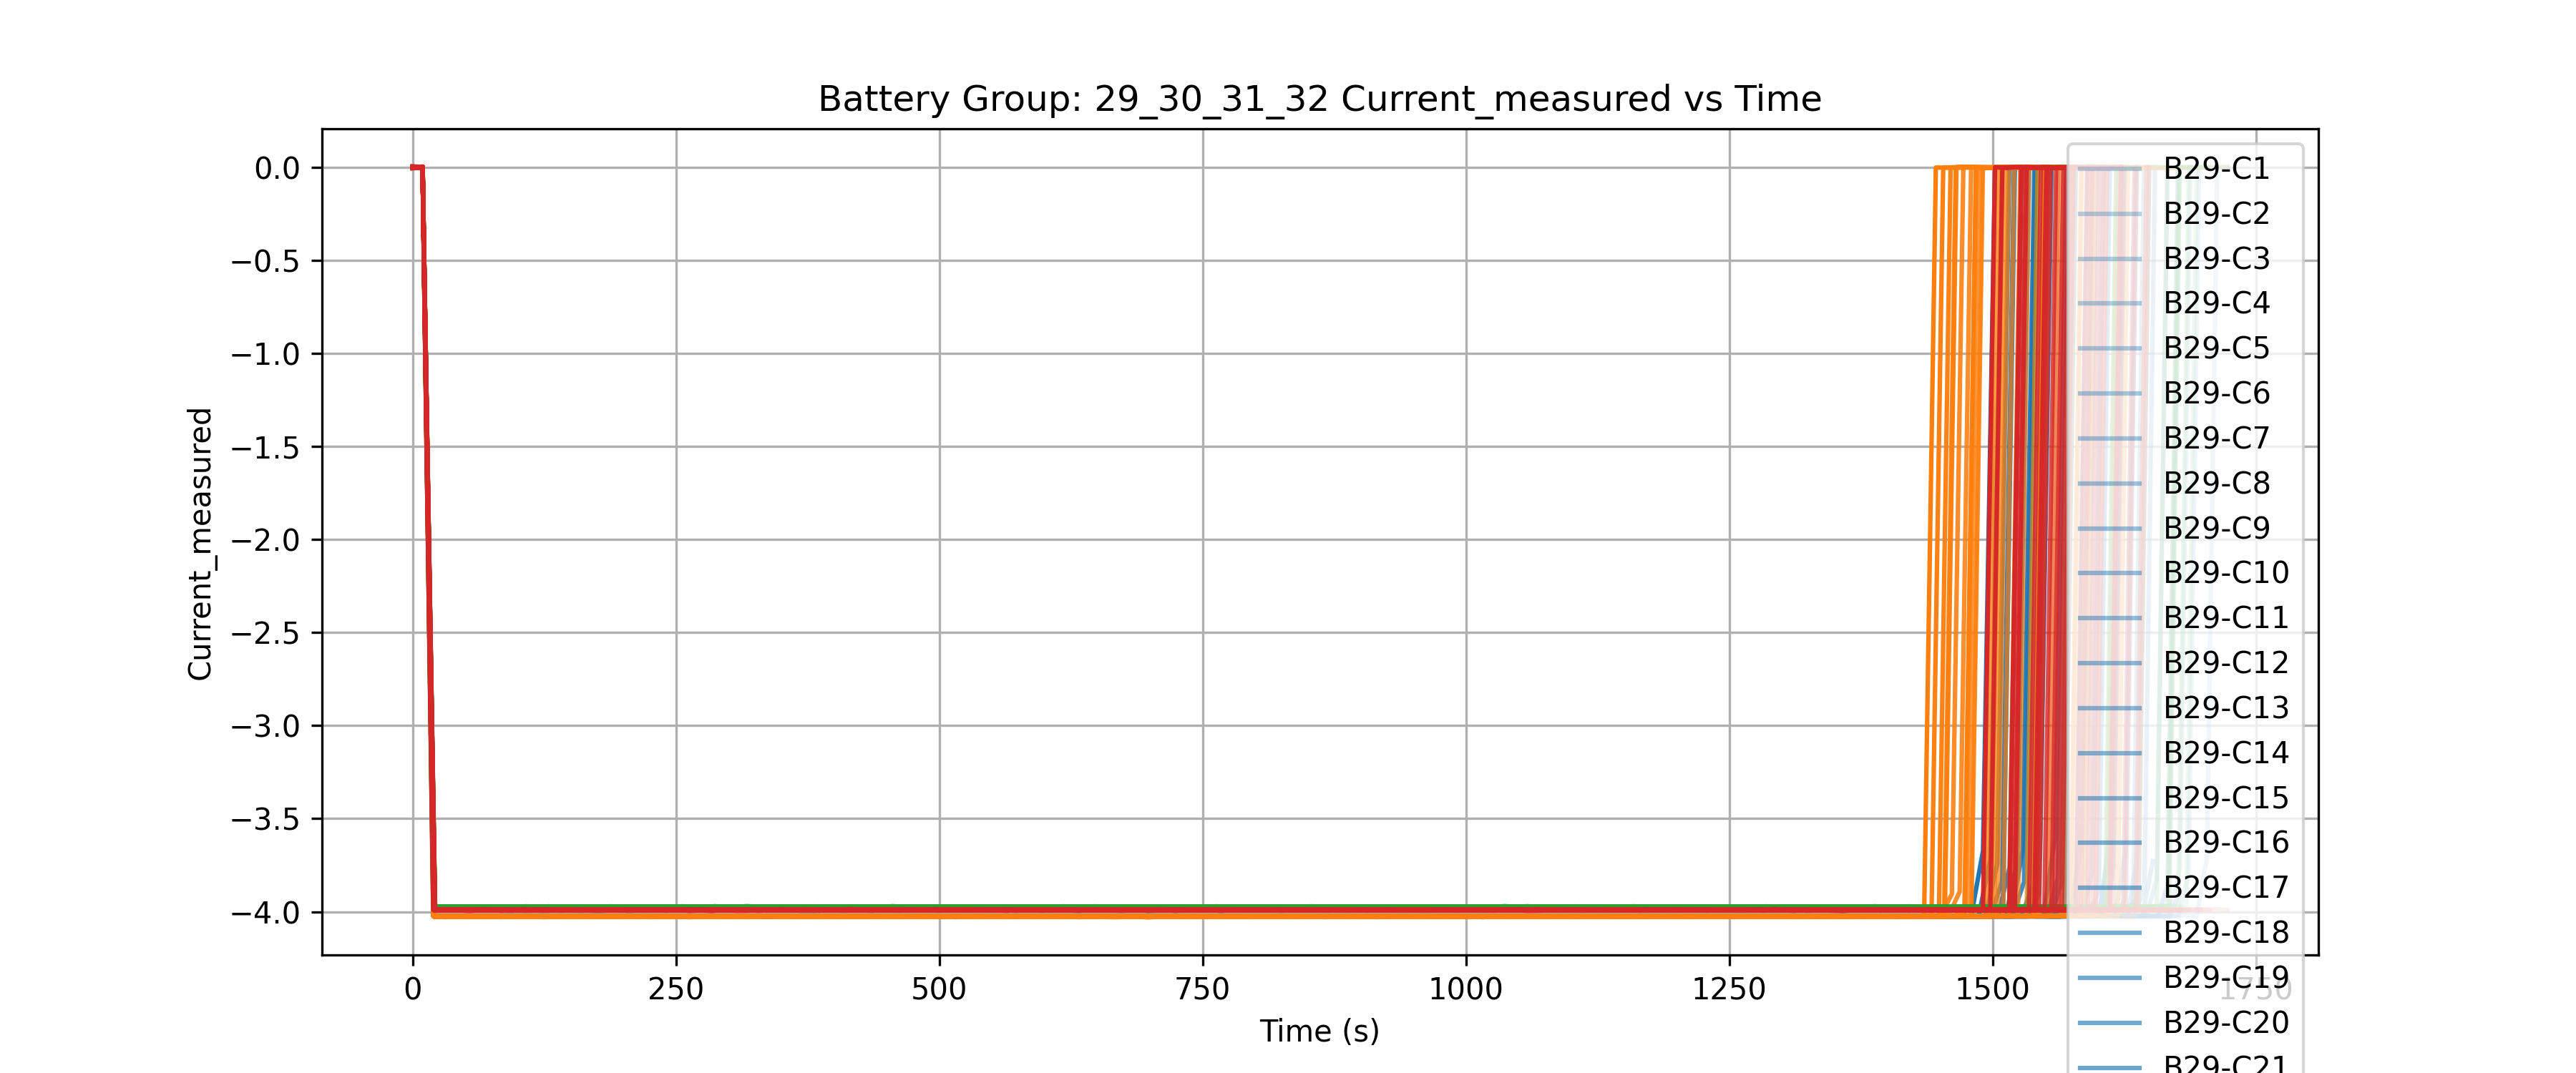 Battery Group: 29_30_31_32 Current_measured vs Time
Current_measured
0.0
−0.5
−1.0
−1.5
−2.0
−2.5
−3.0
−3.5
−4.0
0
250
500
750
1000
1250
1500
1750
Time (s)
B29-C1
B29-C2
B29-C3
B29-C4
B29-C5
B29-C6
B29-C7
B29-C8
B29-C9
B29-C10
B29-C11
B29-C12
B29-C13
B29-C14
B29-C15
B29-C16
B29-C17
B29-C18
B29-C19
B29-C20
B29-C21